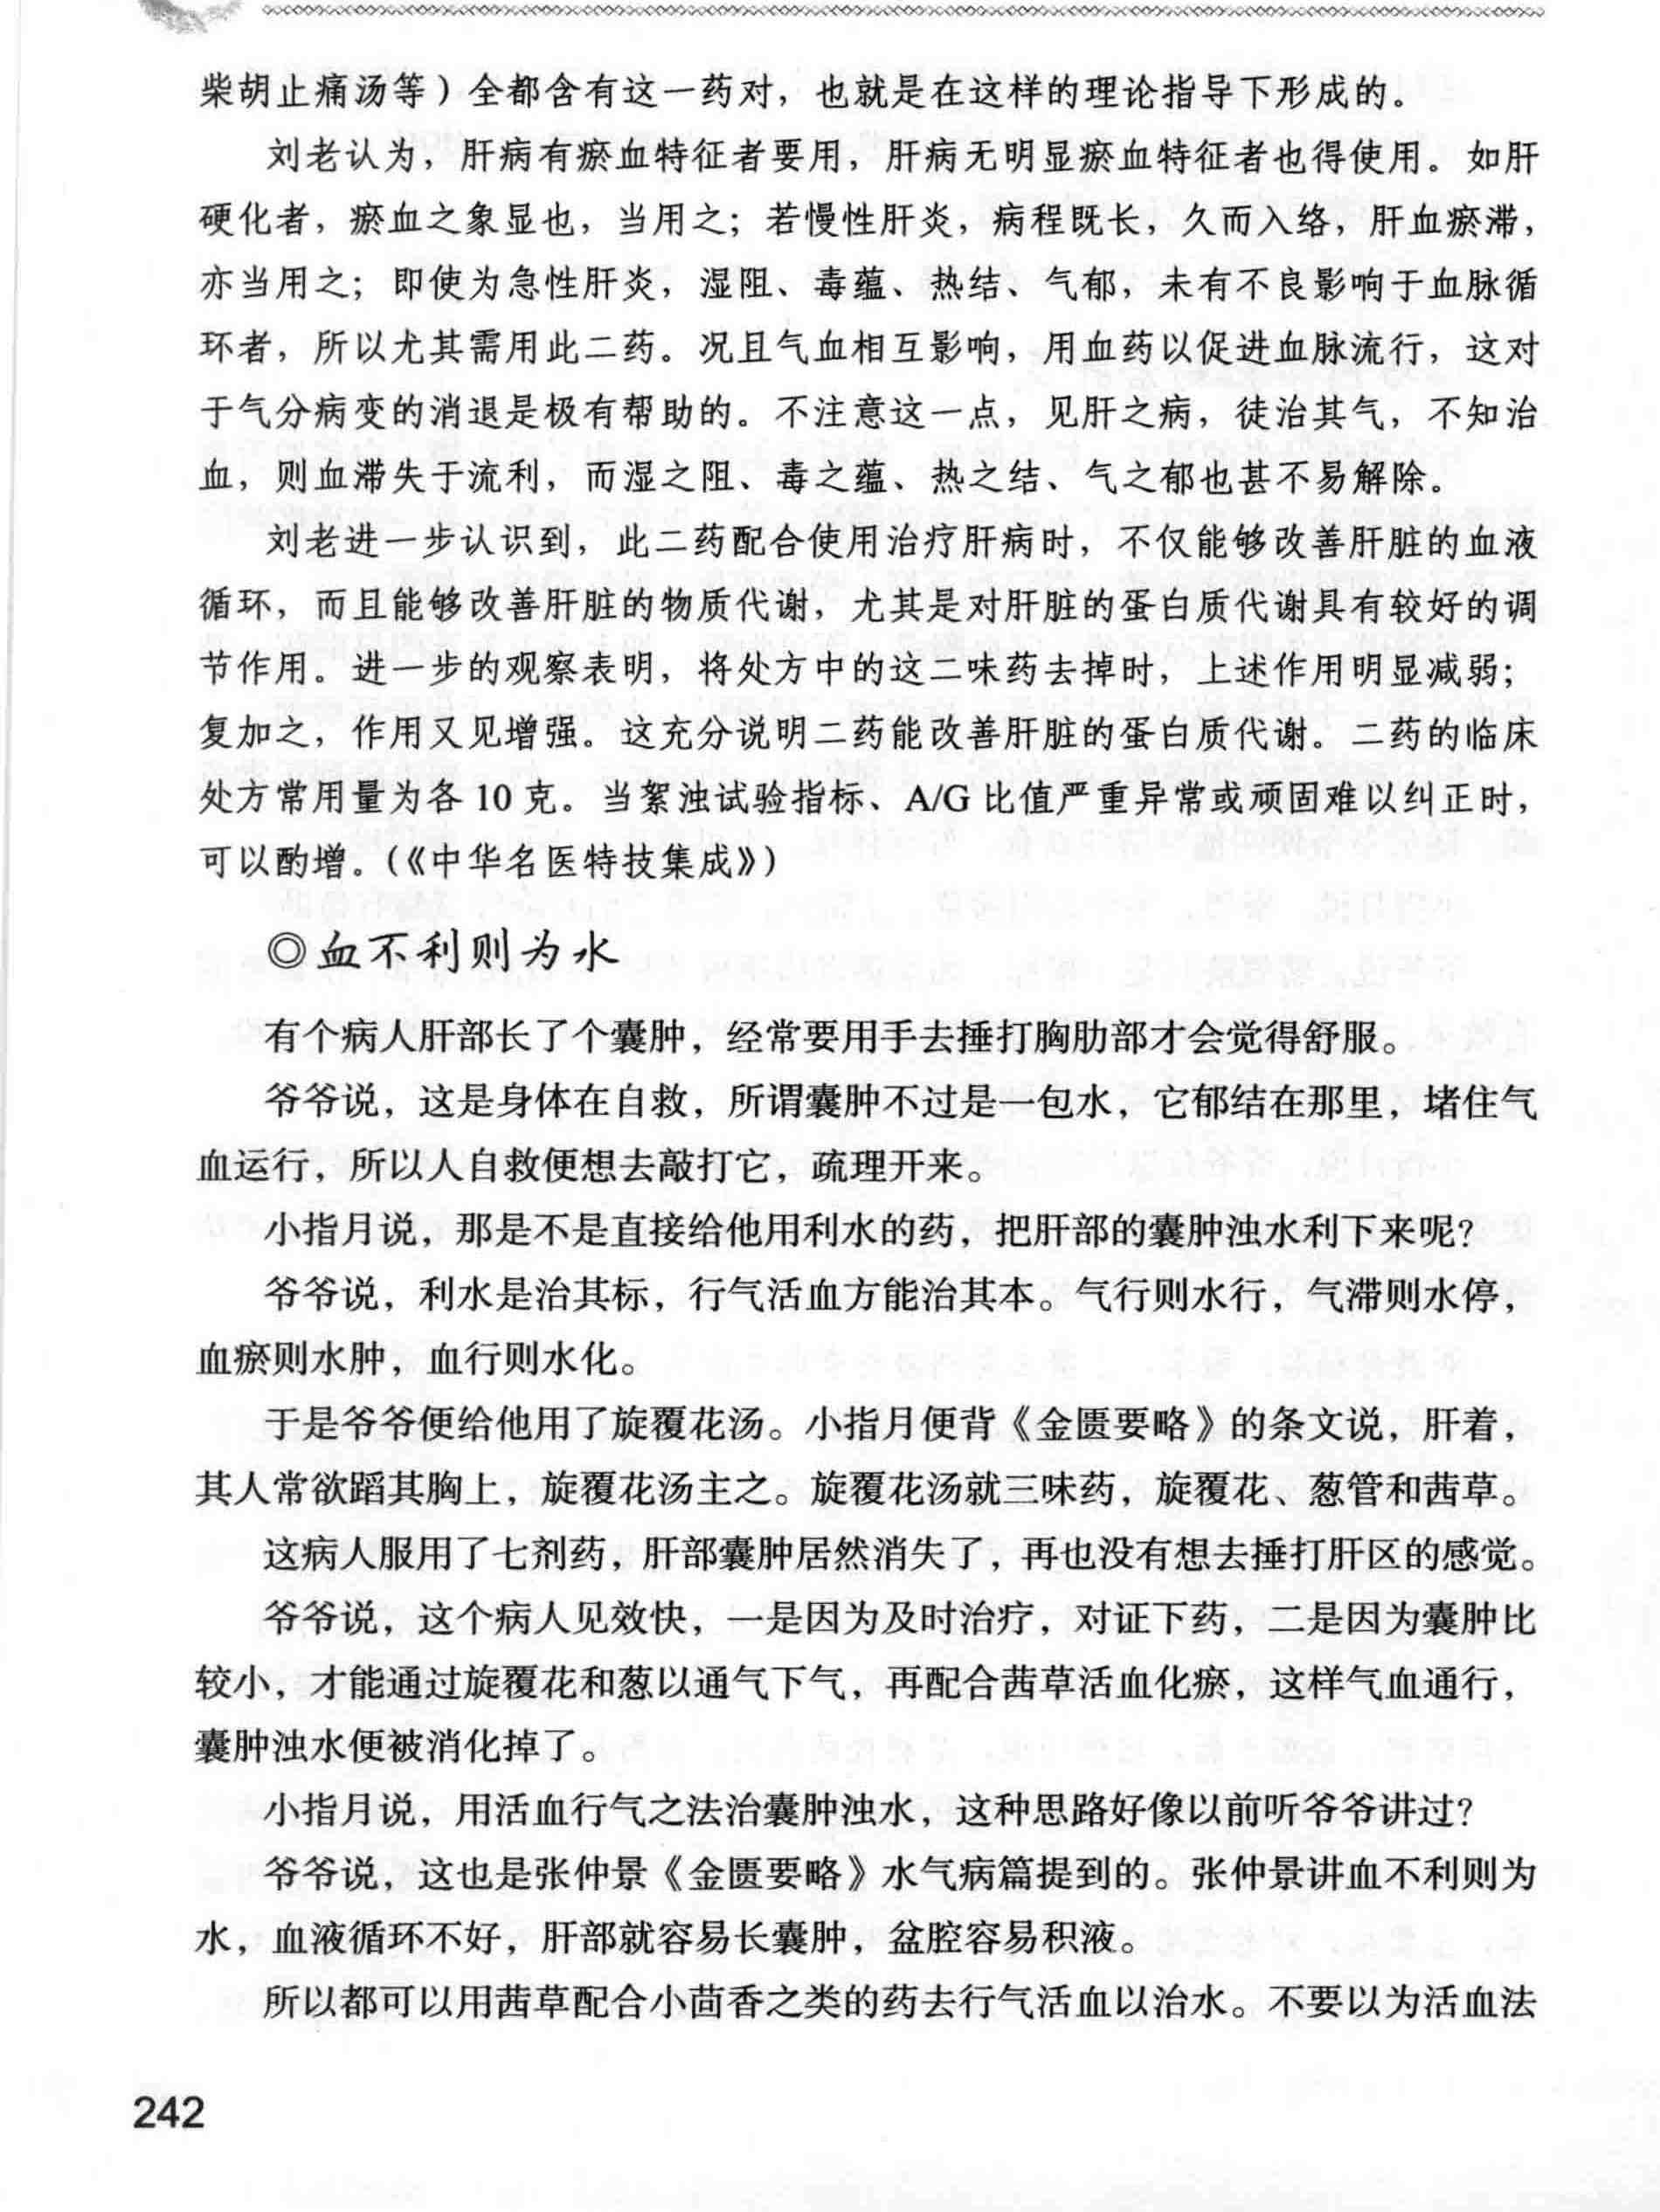 柴胡止痛汤等）全都含有这一药对，也就是在这样的理论指导下形成的。
刘老认为，肝病有瘀血特征者要用，肝病无明显瘀血特征者也得使用。如肝
硬化者，瘀血之象显也，当用之；若慢性肝炎，病程既长，久而入络，肝血瘀滞，
亦当用之；即使为急性肝炎，湿阻、毒蕴、热结、气郁，未有不良影响于血脉循
环者，所以尤其需用此二药。况且气血相互影响，用血药以促进血脉流行，这对
于气分病变的消退是极有帮助的。不注意这一点，见肝之病，徒治其气，不知治
血，则血滞失于流利，而湿之阻、毒之蕴、热之结、气之郁也甚不易解除。
刘老进一步认识到，此二药配合使用治疗肝病时，不仅能够改善肝脏的血液
循环，而且能够改善肝脏的物质代谢，尤其是对肝脏的蛋白质代谢具有较好的调
节作用。进一步的观察表明，将处方中的这二味药去掉时，上述作用明显减弱；
复加之，作用又见增强。这充分说明二药能改善肝脏的蛋白质代谢。二药的临床
处方常用量为各 10 克。当絮浊试验指标、A/G 比值严重异常或顽固难以纠正时，
可以酌增。（《中华名医特技集成》）
◎血不利则为水
有个病人肝部长了个囊肿，经常要用手去捶打胸肋部才会觉得舒服。
爷爷说，这是身体在自救，所谓囊肿不过是一包水，它郁结在那里，堵住气
血运行，所以人自救便想去敲打它，疏理开来。
小指月说，那是不是直接给他用利水的药，把肝部的囊肿浊水利下来呢？
爷爷说，利水是治其标，行气活血方能治其本。气行则水行，气滞则水停，
血瘀则水肿，血行则水化。
于是爷爷便给他用了旋覆花汤。小指月便背《金匮要略》的条文说，肝着，
其人常欲蹈其胸上，旋覆花汤主之。旋覆花汤就三味药，旋覆花、葱管和茜草。
这病人服用了七剂药，肝部囊肿居然消失了，再也没有想去捶打肝区的感觉。
爷爷说，这个病人见效快，一是因为及时治疗，对证下药，二是因为囊肿比
较小，才能通过旋覆花和葱以通气下气，再配合茜草活血化瘀，这样气血通行，
囊肿浊水便被消化掉了。
小指月说，用活血行气之法治囊肿浊水，这种思路好像以前听爷爷讲过？
爷爷说，这也是张仲景《金匮要略》水气病篇提到的。张仲景讲血不利则为
水，血液循环不好，肝部就容易长囊肿，盆腔容易积液。
所以都可以用茜草配合小茴香之类的药去行气活血以治水。不要以为活血法
242